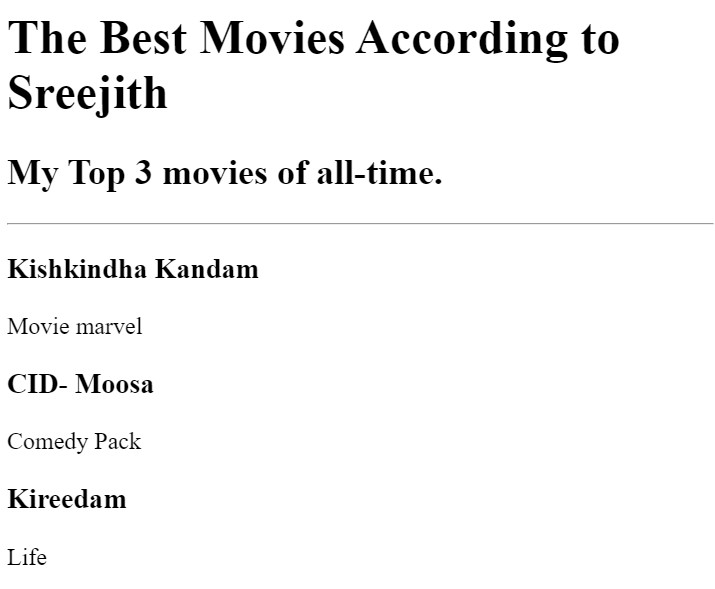 The Best Movies According to
Sreejith
My Top 3 movies of all-time.
Kishkindha Kandam
Movie marvel
CID- Moosa
Comedy Pack
Kireedam
Life